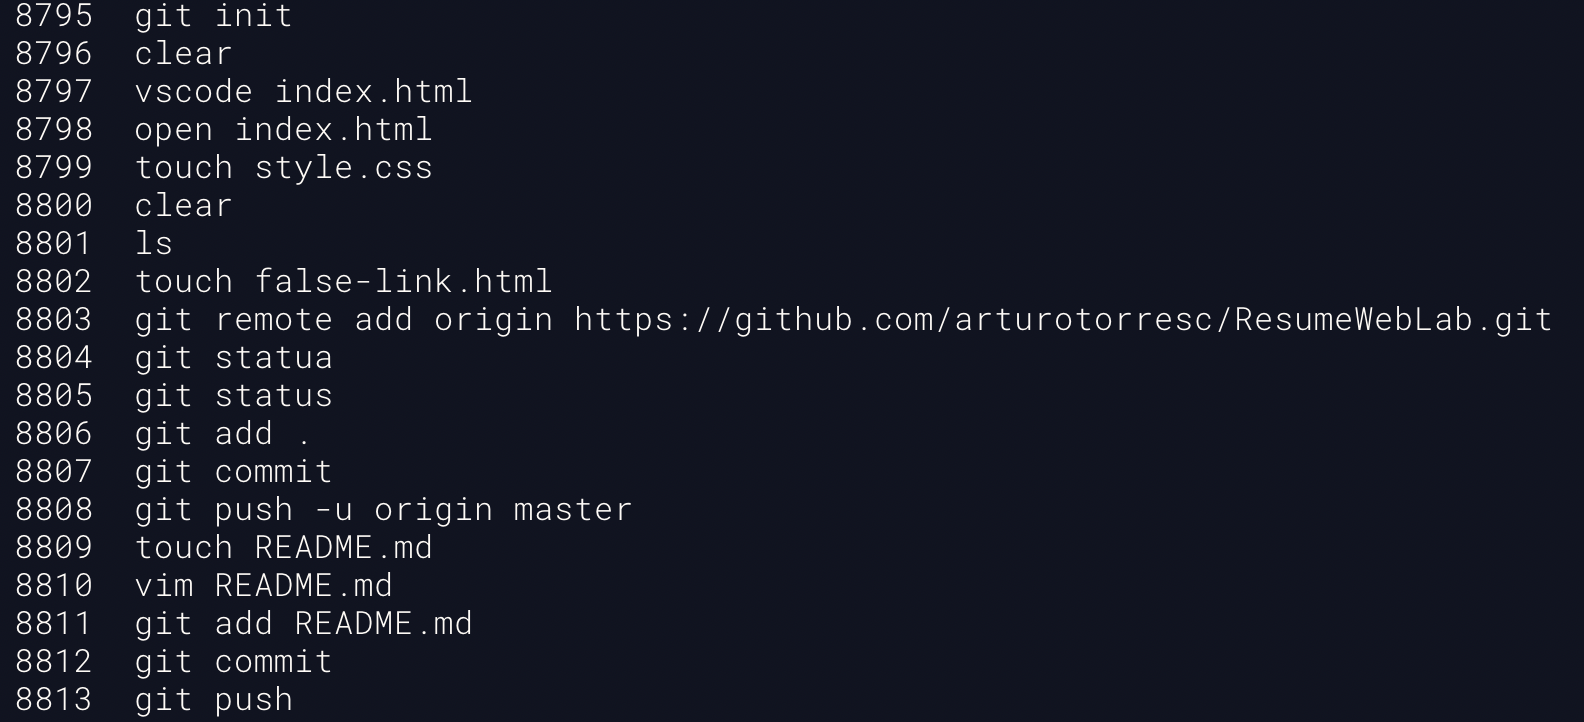 8795 git init
8796 clear
8797 vscode index.html
8798 open index.html
8799 touch style.css
8800 clear
8801 ls
8802 touch false-link.html
8803 git remote add origin https://github.com/arturotorresc/ResumeWebLab.git
8804 git statua
8805 git status
8806 git add .
8807 git commit
8808 git push -u origin master
8809 touch README.md
8810 vim README.md
8811 git add README.md
8812 git commit
8813 git push